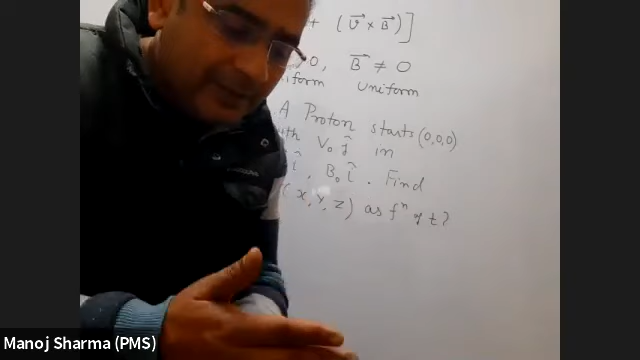 + (v⃗ × B⃗)]
0, B⃗ ≠ 0
iform uniform
A Proton starts (0,0,0)
ith V₀ ĵ in
î, B₀ î. Find
(x, y, z) as fⁿ of t?
Manoj Sharma (PMS)